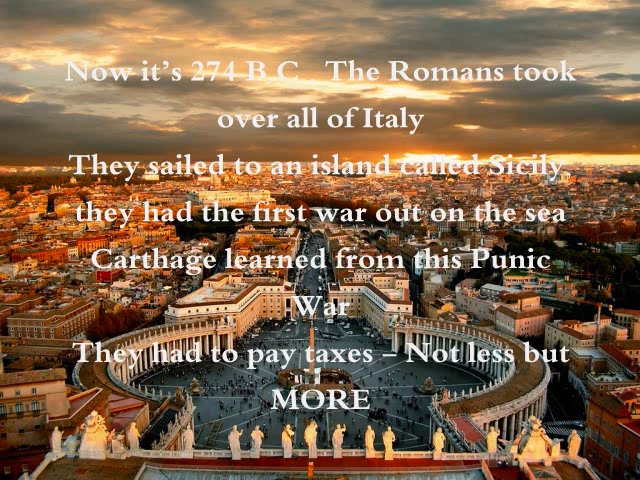 Now it’s 274 B C  The Romans took
over all of Italy
They sailed to an island called Sicily,
they had the first war out on the sea
Carthage learned from this Punic
War
They had to pay taxes – Not less but
MORE